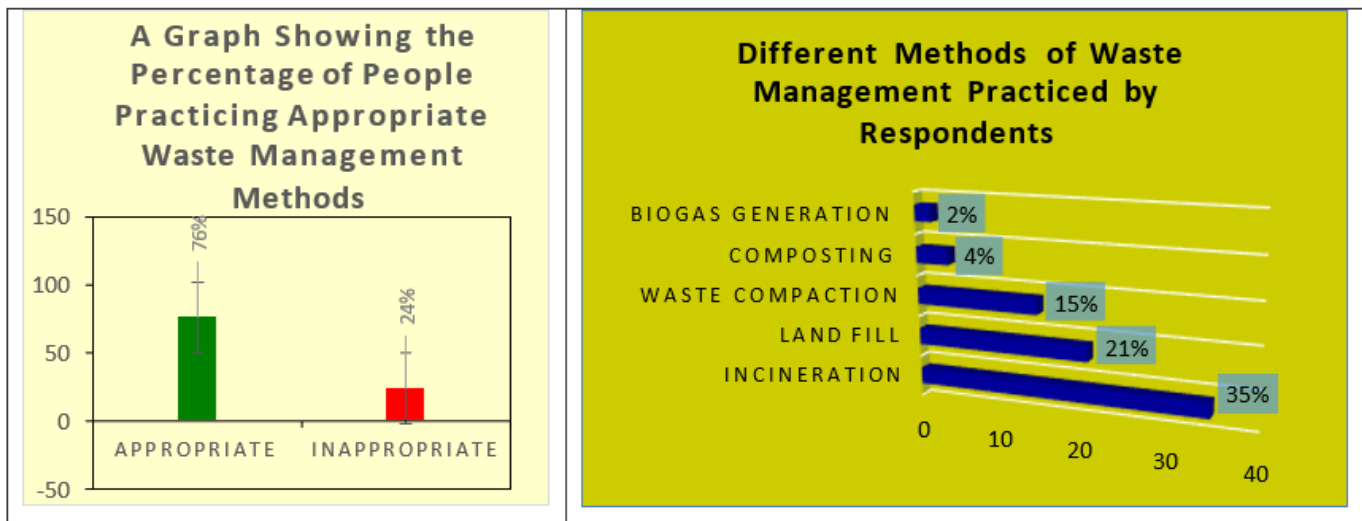 A Graph Showing the
Percentage of People
Practicing Appropriate
Waste Management
Methods
150
100
50
0
-50
76%
24%
APPROPRIATE
INAPPROPRIATE
Different Methods of Waste
Management Practiced by
Respondents
BIOGAS GENERATION 2%
COMPOSTING 4%
WASTE COMPACTION 15%
LAND FILL 21%
INCINERATION 35%
0 10 20 30 40